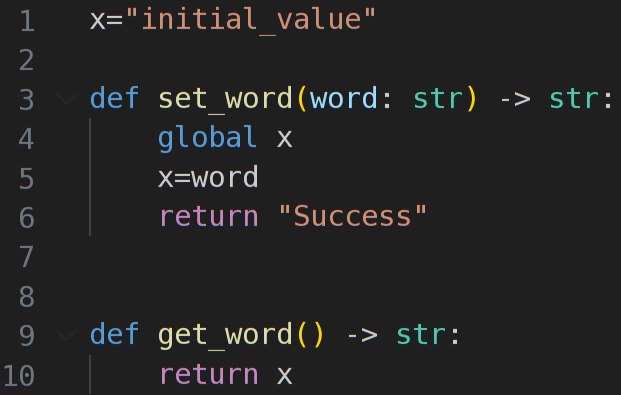 1 x="initial_value"
2
3 def set_word(word: str) -> str:
4     global x
5     x=word
6     return "Success"
7
8
9 def get_word() -> str:
10     return x